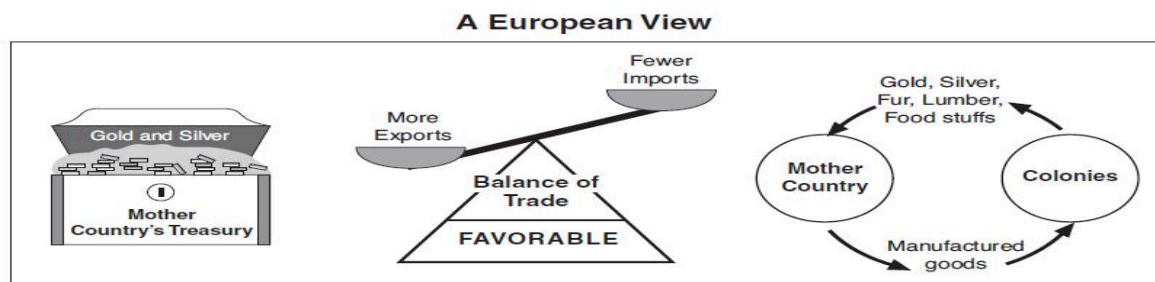 A European View
Gold and Silver
Mother
Country's Treasury
More
Exports
Fewer
Imports
Balance of
Trade
FAVORABLE
Gold, Silver,
Fur, Lumber,
Food stuffs
Mother
Country
Colonies
Manufactured
goods